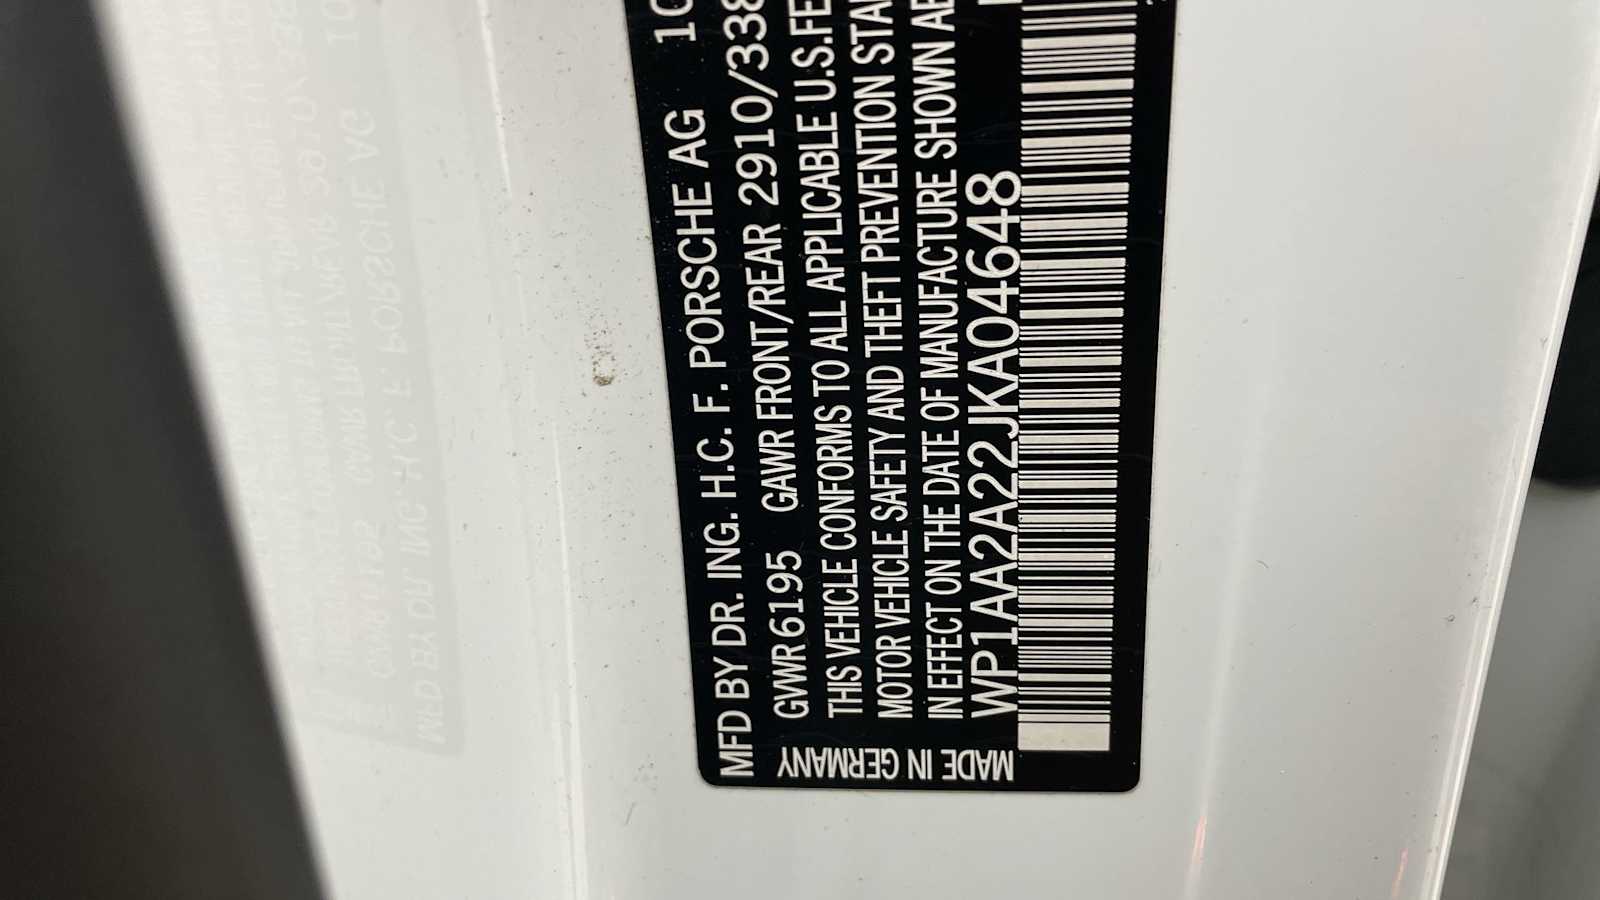 MFD BY DR. ING. H.C. F. PORSCHE AG
GVWR 6195 GAWR FRONT/REAR 2910/338
THIS VEHICLE CONFORMS TO ALL APPLICABLE U.S.FE
MOTOR VEHICLE SAFETY AND THEFT PREVENTION STA
IN EFFECT ON THE DATE OF MANUFACTURE SHOWN AB
WP1AA2A22JKA04648
MADE IN GERMANY